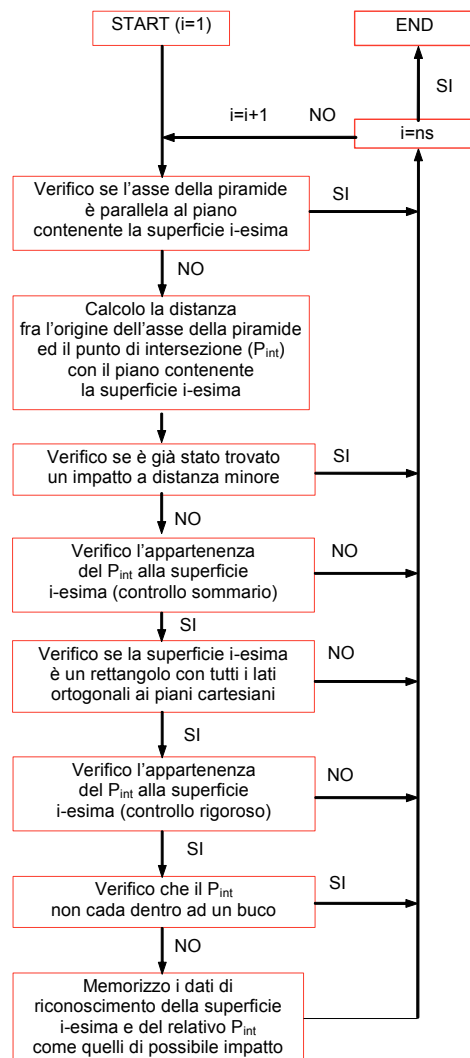 START (i=1)
END
SI
i=i+1 NO
i=ns
Verifico se l'asse della piramide
è parallela al piano
contenente la superficie i-esima
SI
NO
Calcolo la distanza
fra l'origine dell'asse della piramide
ed il punto di intersezione (Pint)
con il piano contenente
la superficie i-esima
Verifico se è già stato trovato
un impatto a distanza minore
SI
NO
Verifico l'appartenenza
del Pint alla superficie
i-esima (controllo sommario)
NO
SI
Verifico se la superficie i-esima
è un rettangolo con tutti i lati
ortogonali ai piani cartesiani
NO
SI
Verifico l'appartenenza
del Pint alla superficie
i-esima (controllo rigoroso)
NO
SI
Verifico che il Pint
non cada dentro ad un buco
SI
NO
Memorizzo i dati di
riconoscimento della superficie
i-esima e del relativo Pint
come quelli di possibile impatto